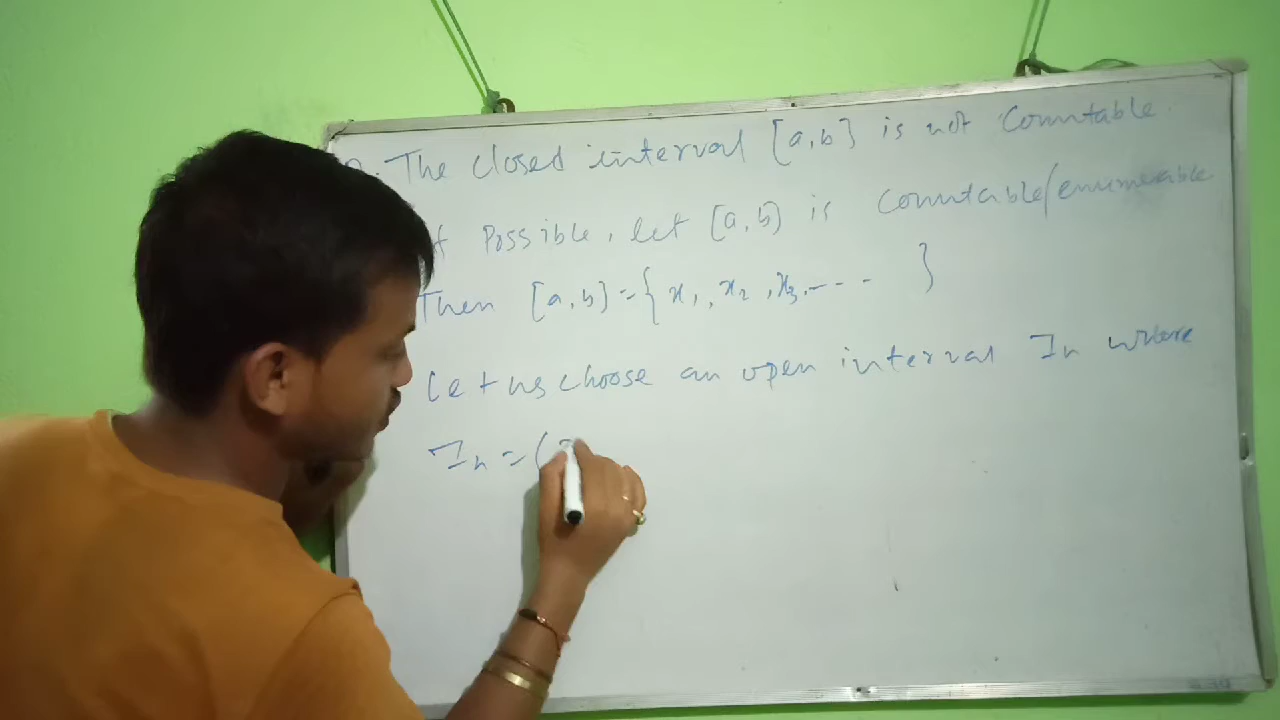 The closed interval [a,b] is not Countable.
Possible, let [a,b] is Countable/enumeable
Then [a,b]={x₁,x₂,x₃,---- }
Let us choose an open interval Iₙ where
Iₙ = (